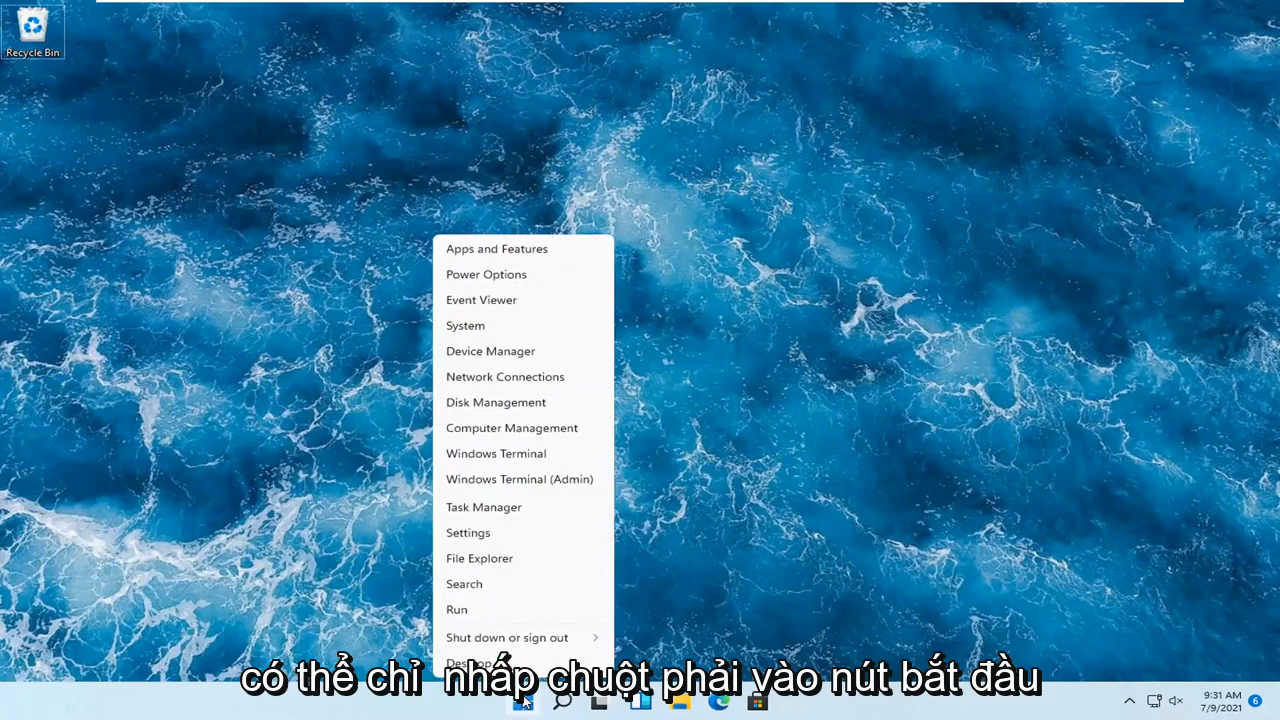 Recycle Bin
Apps and Features
Power Options
Event Viewer
System
Device Manager
Network Connections
Disk Management
Computer Management
Windows Terminal
Windows Terminal (Admin)
Task Manager
Settings
File Explorer
Search
Run
Shut down or sign out
Desktop
có thể chỉ nhấp chuột phải vào nút bắt đầu
9:31 AM
7/9/2021
6